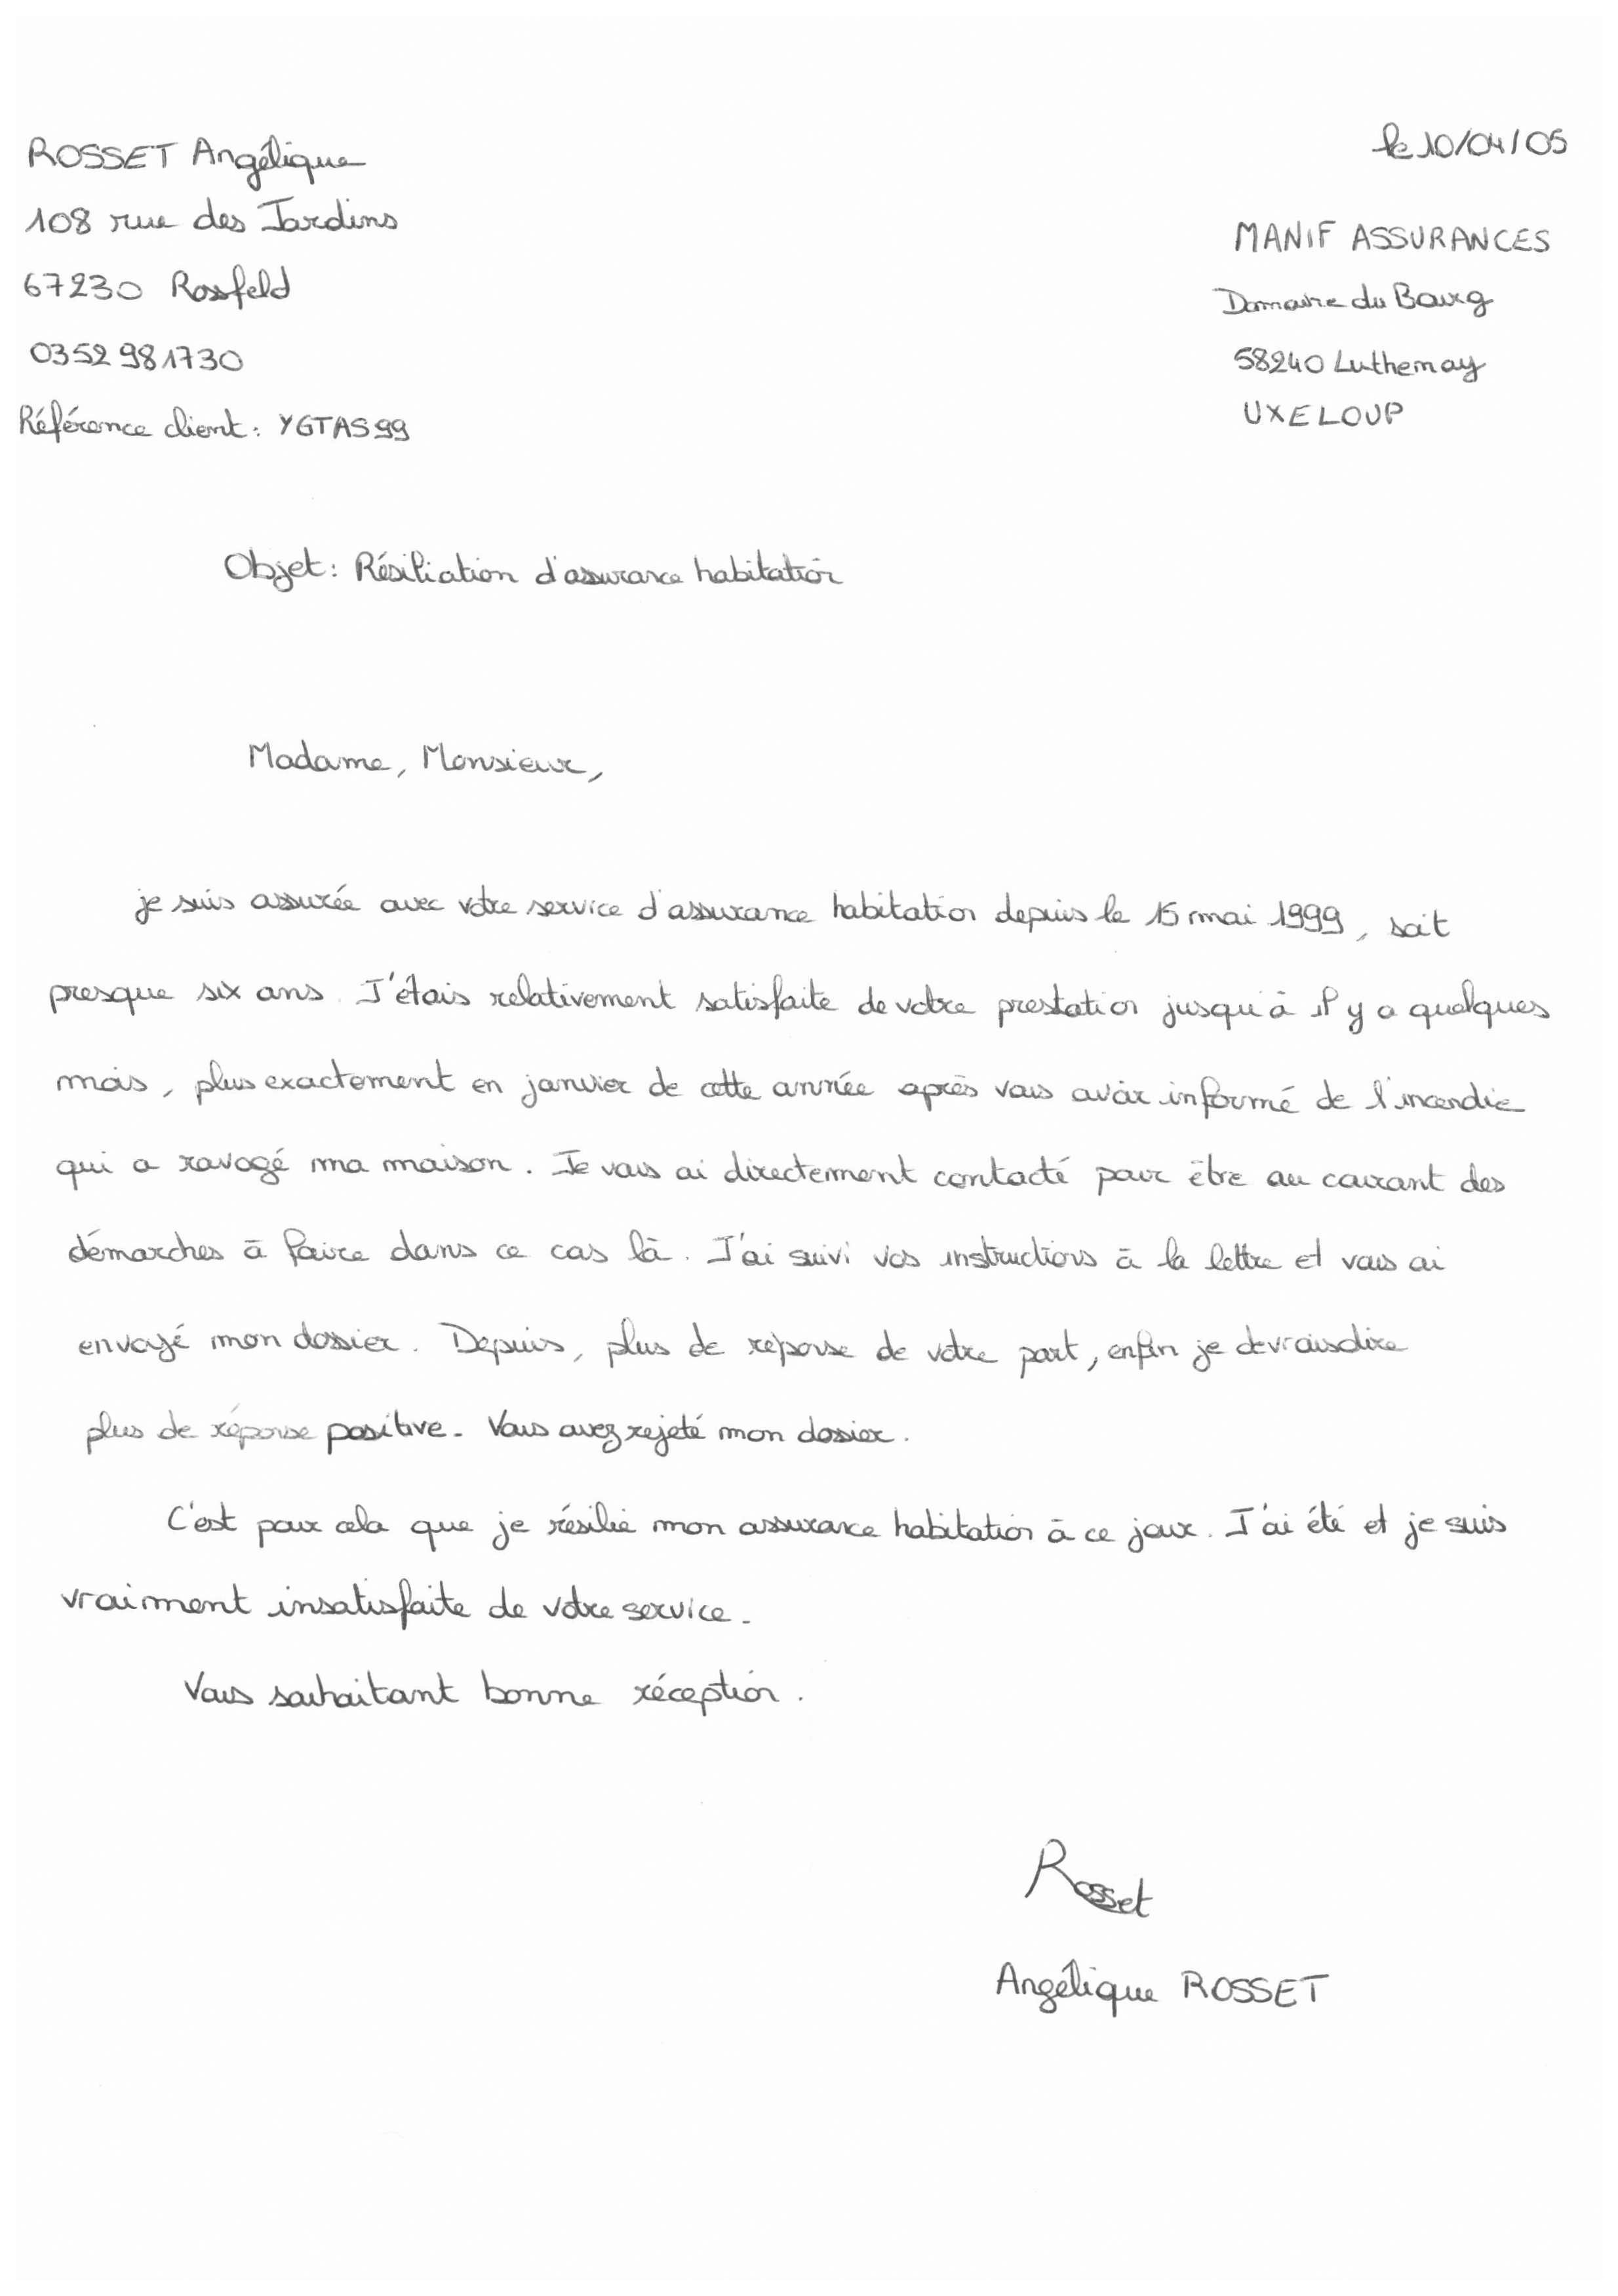 ROSSET Angélique
108 rue des Jardins
67230 Rossfeld
0352981730
Référence client : YGTAS99
le 10/04/05
MANIF ASSURANCES
Domaine du Bourg
58240 Luthernay
UXELOUP
Objet : Résiliation d'assurance habitation
Madame, Monsieur,
je suis assurée avec votre service d'assurance habitation depuis le 15 mai 1999, soit
presque six ans. J'étais relativement satisfaite de votre prestation jusqu'à il y a quelques
mois, plus exactement en janvier de cette année après vous avoir informé de l'incendie
qui a ravagé ma maison. Je vous ai directement contacté pour être au courant des
démarches à faire dans ce cas là. J'ai suivi vos instructions à la lettre et vous ai
envoyé mon dossier. Depuis, plus de réponse de votre part, enfin je devrais dire
plus de réponse positive. Vous avez rejeté mon dossier.
C'est pour cela que je résilie mon assurance habitation à ce jour. J'ai été et je suis
vraiment insatisfaite de votre service.
Vous souhaitant bonne réception.
Rosset
Angélique ROSSET